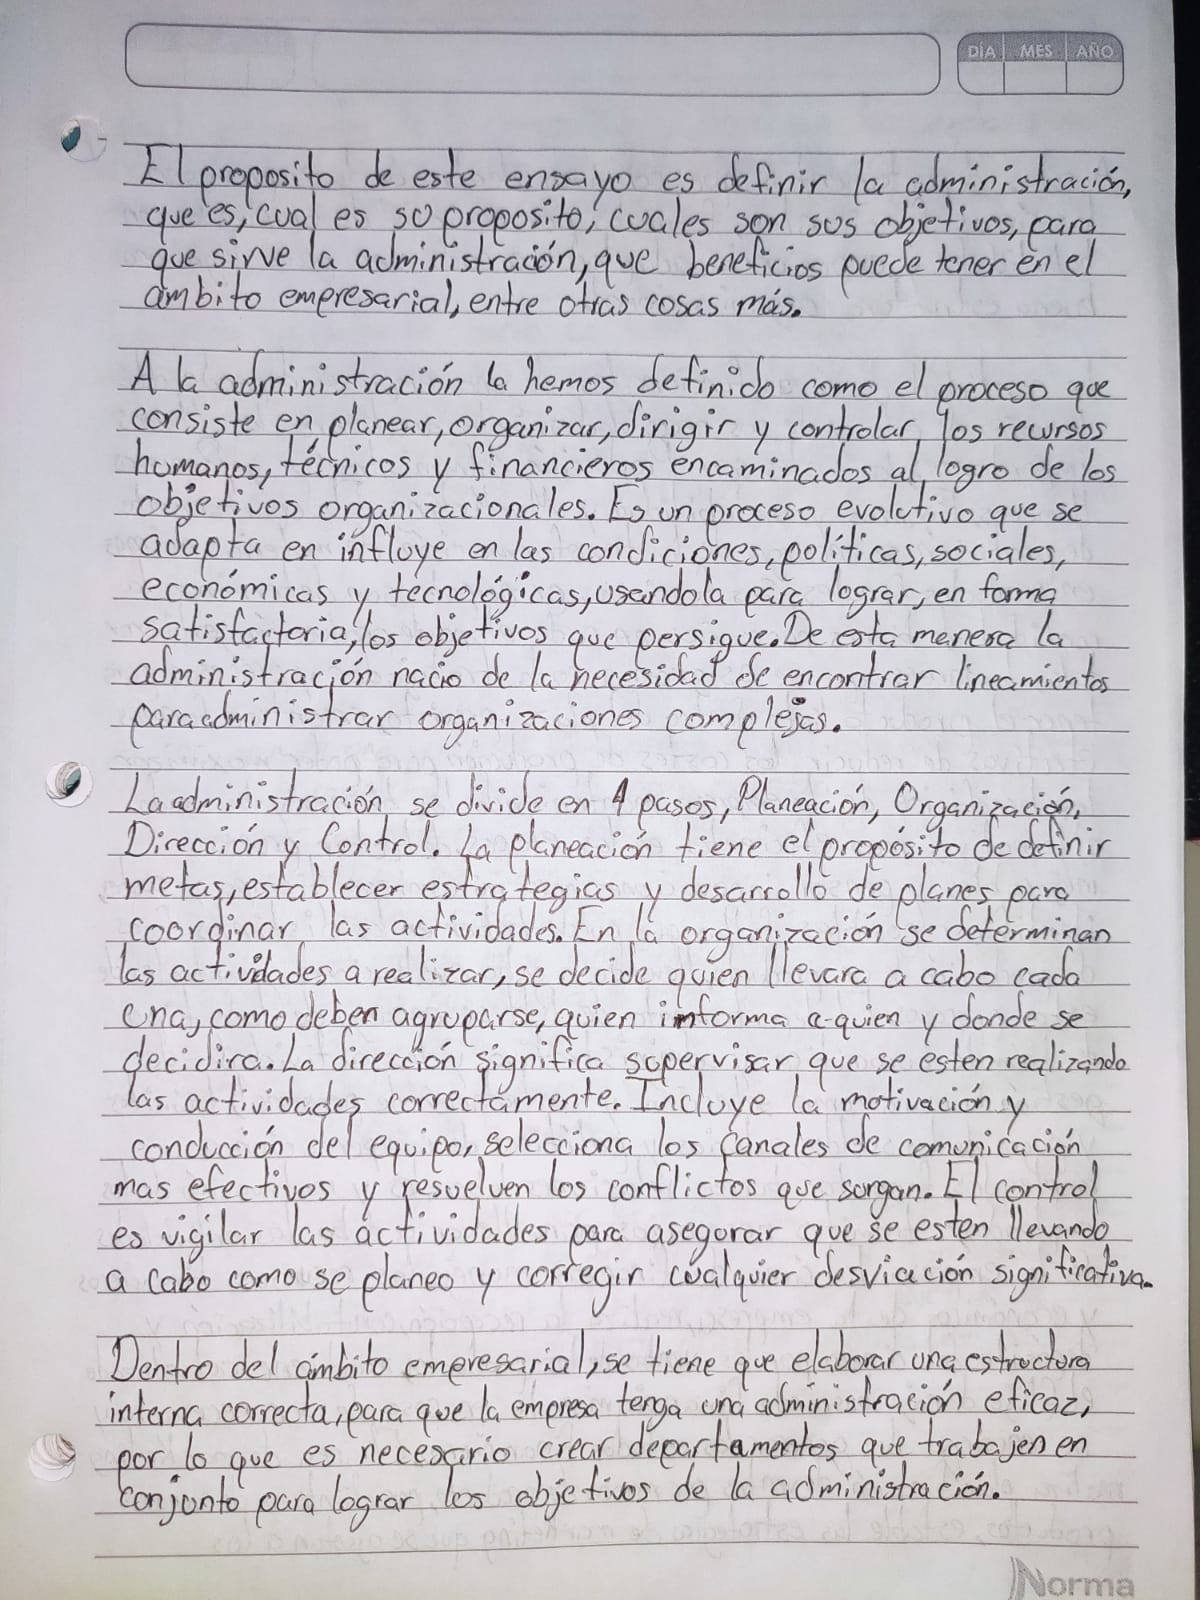 DÍA MES AÑO
El proposito de este ensayo es definir la administración,
que es, cual es su proposito, cuales son sus objetivos, para
que sirve la administración, que beneficios puede tener en el
ámbito empresarial, entre otras cosas más.
A la administración la hemos definido como el proceso que
consiste en planear, organizar, dirigir y controlar los recursos
humanos, técnicos y financieros encaminados al logro de los
objetivos organizacionales. Es un proceso evolutivo que se
adapta en influye en las condiciones, políticas, sociales,
económicas y tecnológicas, usandola para lograr, en forma
satisfactoria, los objetivos que persigue. De esta manera la
administración nacio de la necesidad de encontrar lineamientos
para administrar organizaciones complejas.
La administración se divide en 4 pasos, Planeación, Organización,
Dirección y Control. La planeación tiene el propósito de definir
metas, establecer estrategias y desarrollo de planes para
coordinar las actividades. En la organización se determinan
las actividades a realizar, se decide quien llevara a cabo cada
una, como deben agruparse, quien informa a quien y donde se
decidira. La dirección significa supervisar que se esten realizando
las actividades correctamente. Incluye la motivación y
conducción del equipo, selecciona los canales de comunicación
mas efectivos y resuelven los conflictos que surgan. El control
es vigilar las actividades para asegurar que se esten llevando
a cabo como se planeo y corregir cualquier desviación significativa.
Dentro del ámbito empresarial, se tiene que elaborar una estructura
interna correcta, para que la empresa tenga una administración eficaz,
por lo que es necesario crear departamentos que trabajen en
conjunto para lograr los objetivos de la administración.
Norma